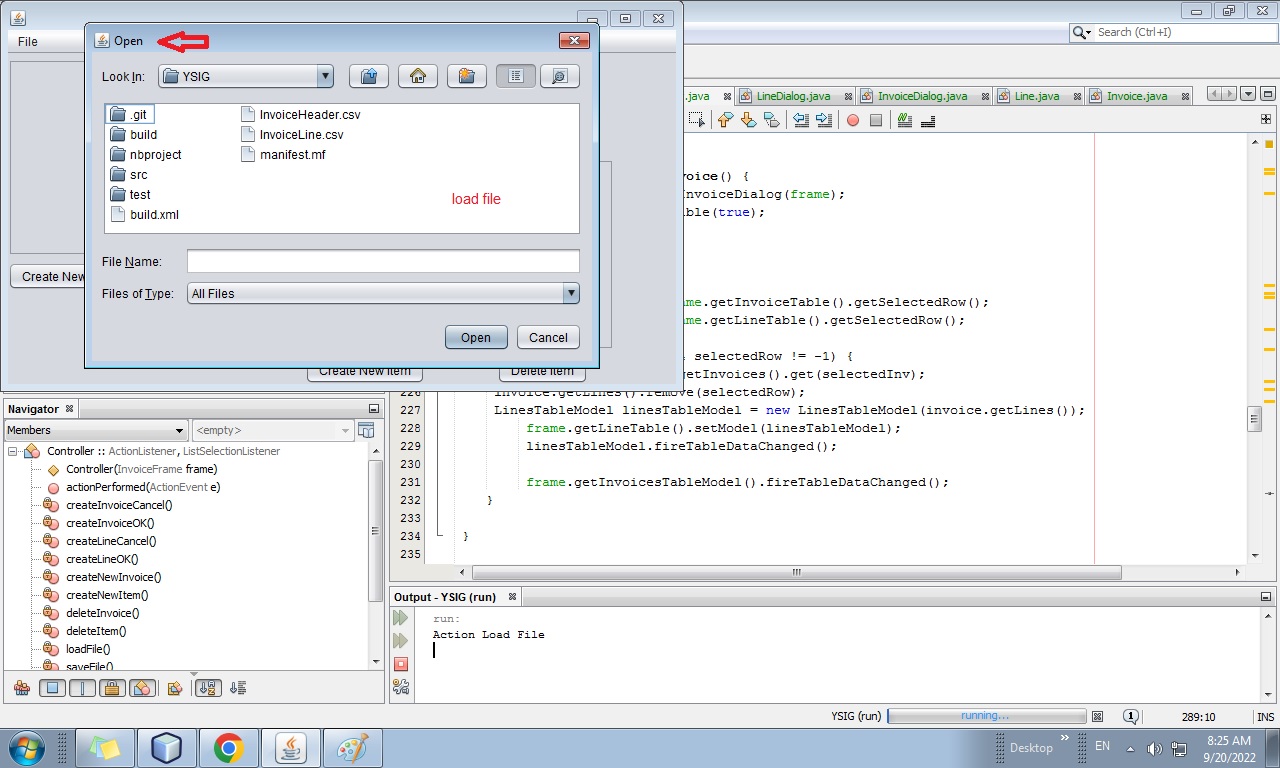 File
Open
Look In:
YSIG
.git
build
nbproject
src
test
build.xml
InvoiceHeader.csv
InvoiceLine.csv
manifest.mf
load file
File Name:
Files of Type:
All Files
Open
Cancel
Create New
Create New Item
Delete Item
Search (Ctrl+I)
.java
LineDialog.java
InvoiceDialog.java
Line.java
Invoice.java
voice() {
nvoiceDialog(frame);
ble(true);
me.getInvoiceTable().getSelectedRow();
me.getLineTable().getSelectedRow();
selectedRow != -1) {
getInvoices().get(selectedInv);
226 invoice.getLines().remove(selectedRow);
227 LinesTableModel linesTableModel = new LinesTableModel(invoice.getLines());
228 frame.getLineTable().setModel(linesTableModel);
229 linesTableModel.fireTableDataChanged();
230
231 frame.getInvoicesTableModel().fireTableDataChanged();
232 }
233
234 }
235
Navigator
Members
<empty>
Controller :: ActionListener, ListSelectionListener
Controller(InvoiceFrame frame)
actionPerformed(ActionEvent e)
createInvoiceCancel()
createInvoiceOK()
createLineCancel()
createLineOK()
createNewInvoice()
createNewItem()
deleteInvoice()
deleteItem()
loadFile()
saveFile()
Output - YSIG (run)
run:
Action Load File
YSIG (run)
running...
1
289:10
INS
Desktop
»
EN
8:25 AM
9/20/2022